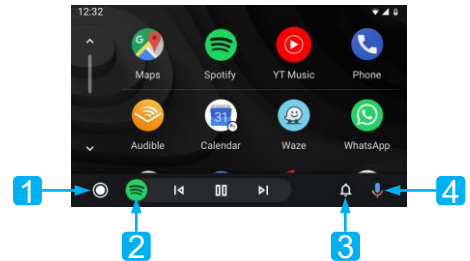 12:32
Maps
Spotify
YT Music
Phone
31
Audible
Calendar
Waze
WhatsApp
1
4
2
3